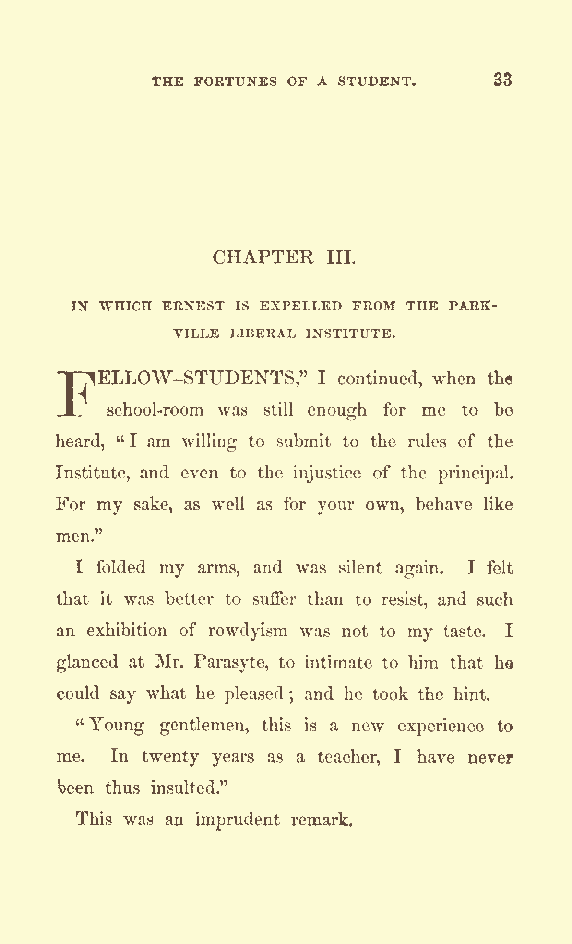 THE FORTUNES OF A STUDENT. 33
CHAPTER III.
IN WHICH ERNEST IS EXPELLED FROM THE PARK-
VILLE LIBERAL INSTITUTE.
FELLOW-STUDENTS,” I continued, when the
school-room was still enough for me to be
heard, “I am willing to submit to the rules of the
Institute, and even to the injustice of the principal.
For my sake, as well as for your own, behave like
men.”
I folded my arms, and was silent again. I felt
that it was better to suffer than to resist, and such
an exhibition of rowdyism was not to my taste. I
glanced at Mr. Parasyte, to intimate to him that he
could say what he pleased; and he took the hint.
“Young gentlemen, this is a new experience to
me. In twenty years as a teacher, I have never
been thus insulted.”
This was an imprudent remark.